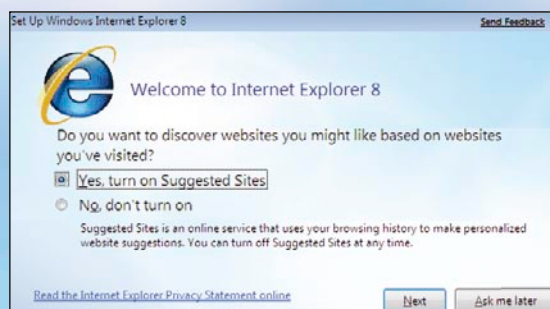 Set Up Windows Internet Explorer 8
Send Feedback
Welcome to Internet Explorer 8
Do you want to discover websites you might like based on websites
you've visited?
Yes, turn on Suggested Sites
No, don't turn on
Suggested Sites is an online service that uses your browsing history to make personalized
website suggestions. You can turn off Suggested Sites at any time.
Read the Internet Explorer Privacy Statement online
Next
Ask me later